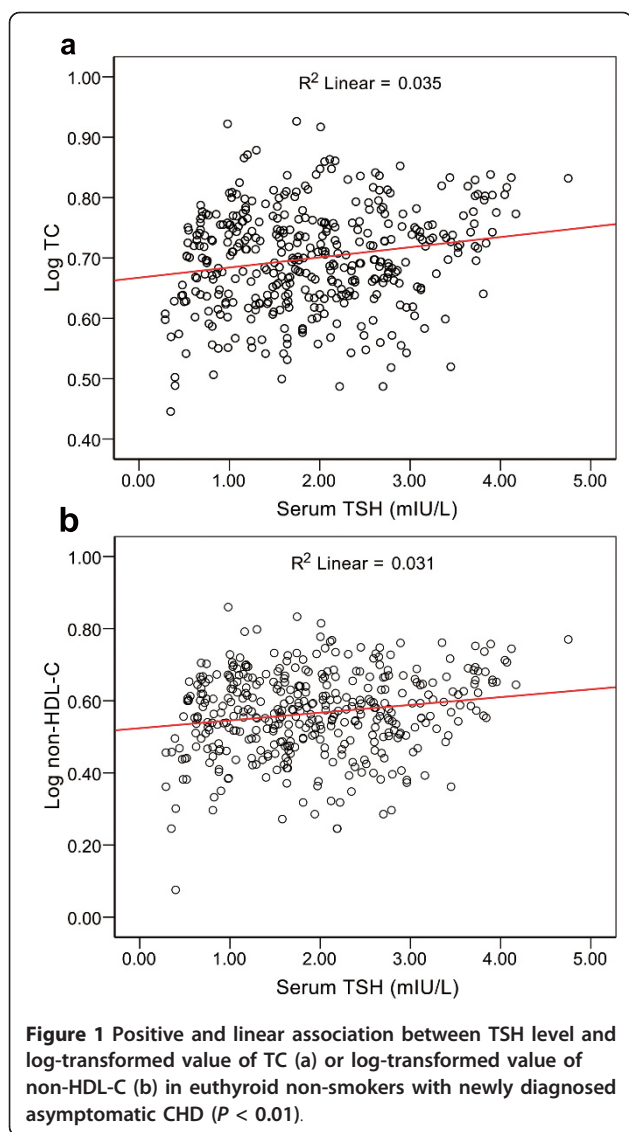 a
R² Linear = 0.035
1.00
0.90
0.80
0.70
0.60
0.50
0.40
Log TC
0.00 1.00 2.00 3.00 4.00 5.00
Serum TSH (mIU/L)
b
R² Linear = 0.031
1.00
0.80
0.60
0.40
0.20
0.00
Log non-HDL-C
0.00 1.00 2.00 3.00 4.00 5.00
Serum TSH (mIU/L)
Figure 1 Positive and linear association between TSH level and
log-transformed value of TC (a) or log-transformed value of
non-HDL-C (b) in euthyroid non-smokers with newly diagnosed
asymptomatic CHD (P < 0.01).